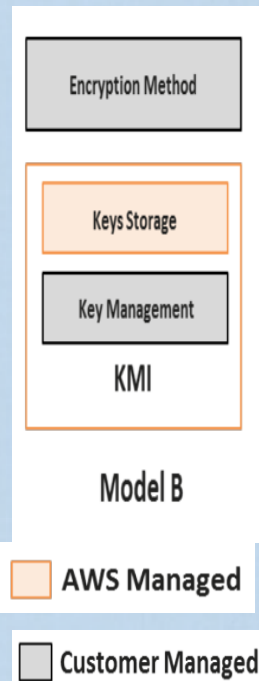 Encryption Method
Keys Storage
Key Management
KMI
Model B
AWS Managed
Customer Managed